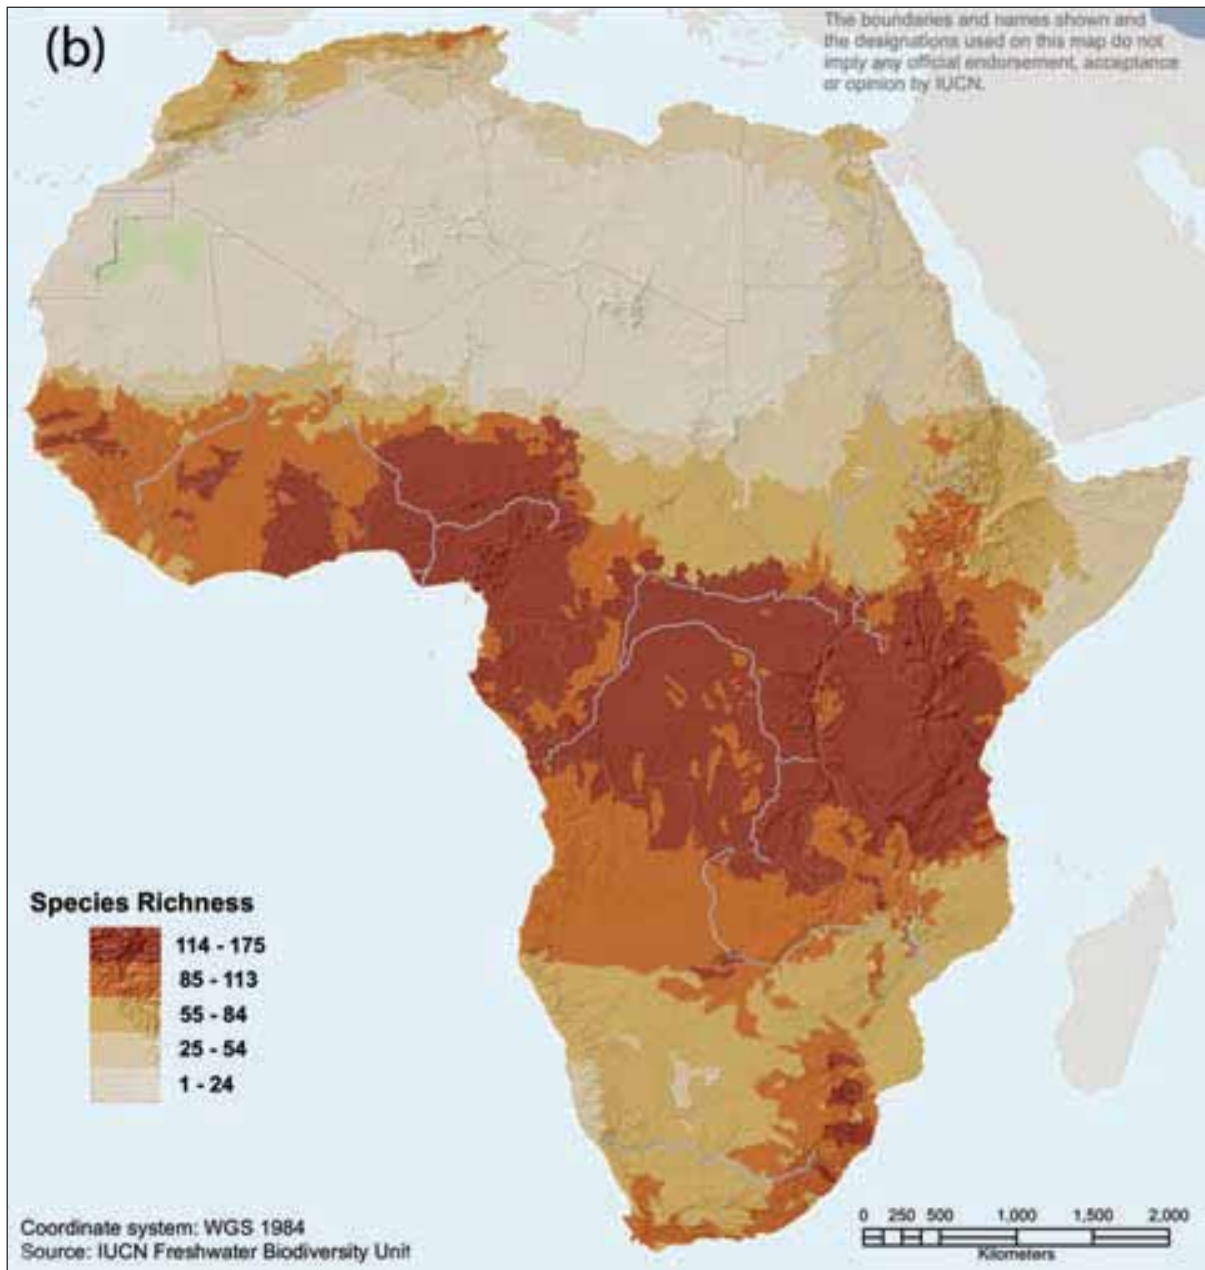 (b)
The boundaries and names shown and
the designations used on this map do not
imply any official endorsement, acceptance
or opinion by IUCN.
Species Richness
114 - 175
85 - 113
55 - 84
25 - 54
1 - 24
Coordinate system: WGS 1984
Source: IUCN Freshwater Biodiversity Unit
0 250 500 1,000 1,500 2,000
Kilometers